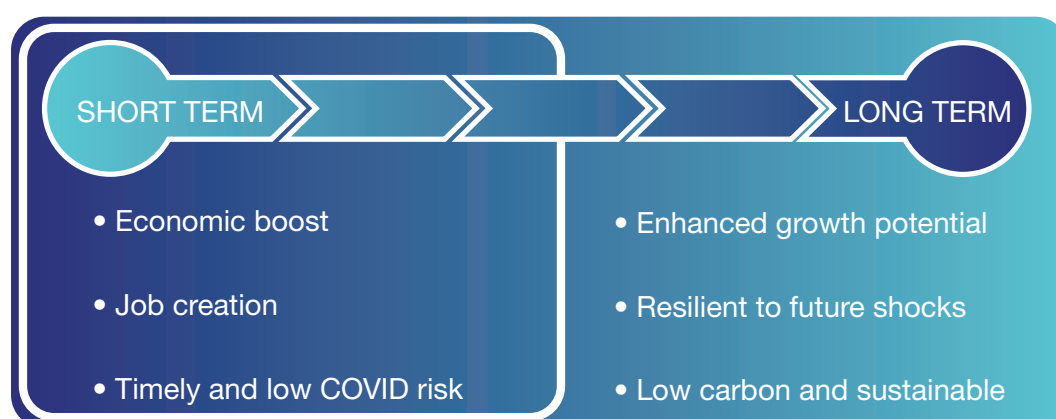 SHORT TERM
LONG TERM
• Economic boost
• Job creation
• Timely and low COVID risk
• Enhanced growth potential
• Resilient to future shocks
• Low carbon and sustainable